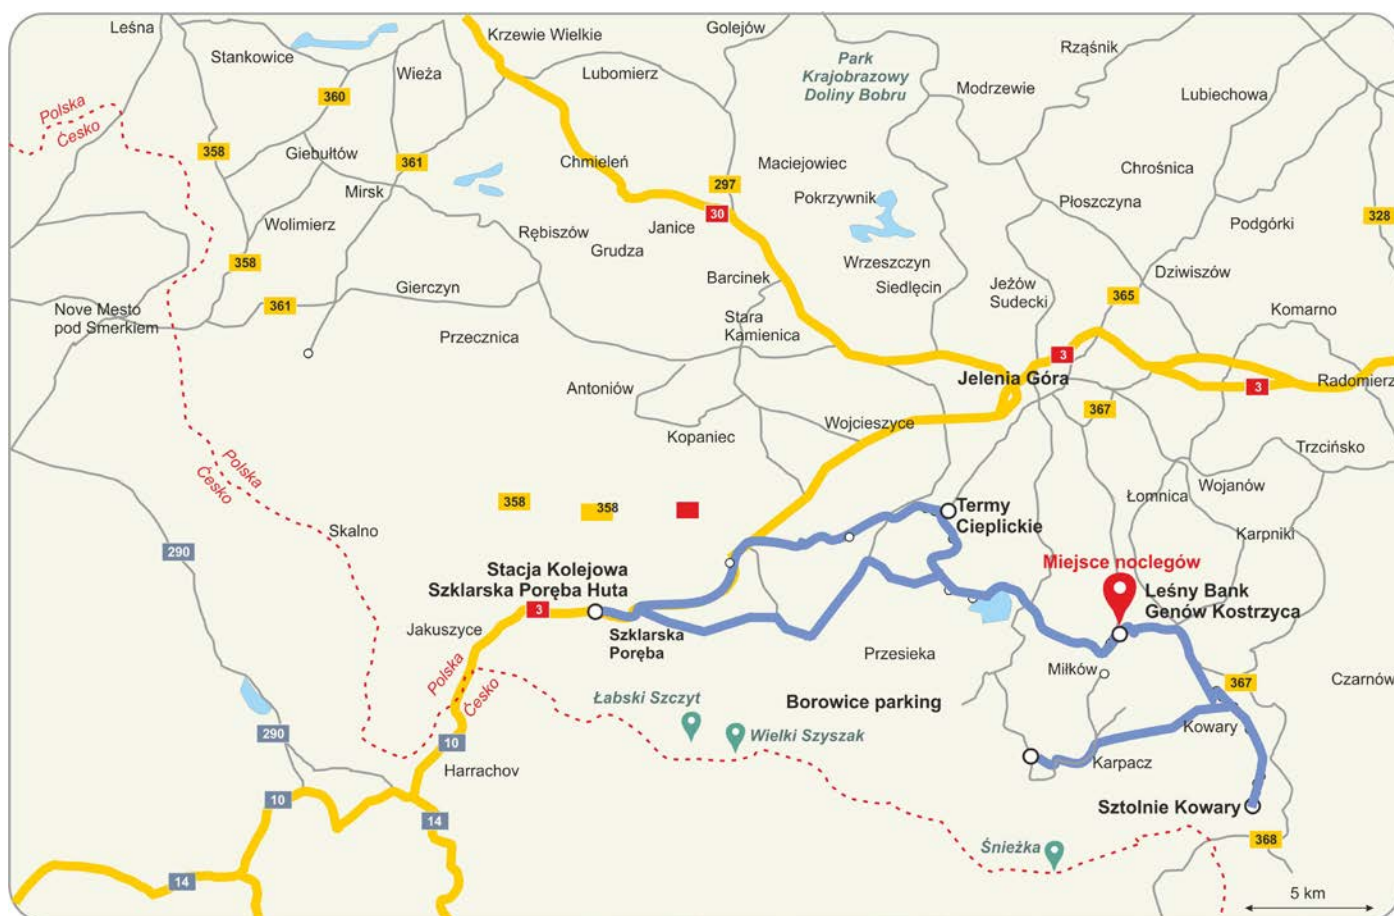 Leśna
Krzewie Wielkie
Golejów
Rząśnik
Stankowice
Wieża
Lubomierz
Park
Krajobrazowy
Doliny Bobru
Modrzewie
Lubiechowa
360
Polska
Česko
358
Giebułtów
361
Chmieleń
Maciejowiec
Chrośnica
Mirsk
297
Pokrzywnik
Płoszczyna
30
Wolimierz
Rębiszów
Janice
Grudza
Podgórki
328
358
Wrzeszczyn
Barcinek
Siedlęcin
Jeżów
Sudecki
Dziwiszów
Gierczyn
361
365
Nove Mesto
pod Smerkiem
Komarno
Przecznica
Stara
Kamienica
3
Jelenia Góra
Radomierz
3
Antoniów
367
Wojcieszyce
Kopaniec
Trzcińsko
Polska
Česko
Wojanów
Łomnica
358
358
Termy
Cieplickie
Karpniki
Skalno
290
Miejsce noclegów
Stacja Kolejowa
Szklarska Poręba Huta
Leśny Bank
Genów Kostrzyca
3
Jakuszyce
Szklarska
Poręba
Przesieka
Miłków
Polska
Česko
367
Czarnów
Łabski Szczyt
Borowice parking
Wielki Szyszak
Kowary
290
10
Karpacz
Harrachov
10
Sztolnie Kowary
14
368
Śnieżka
14
5 km